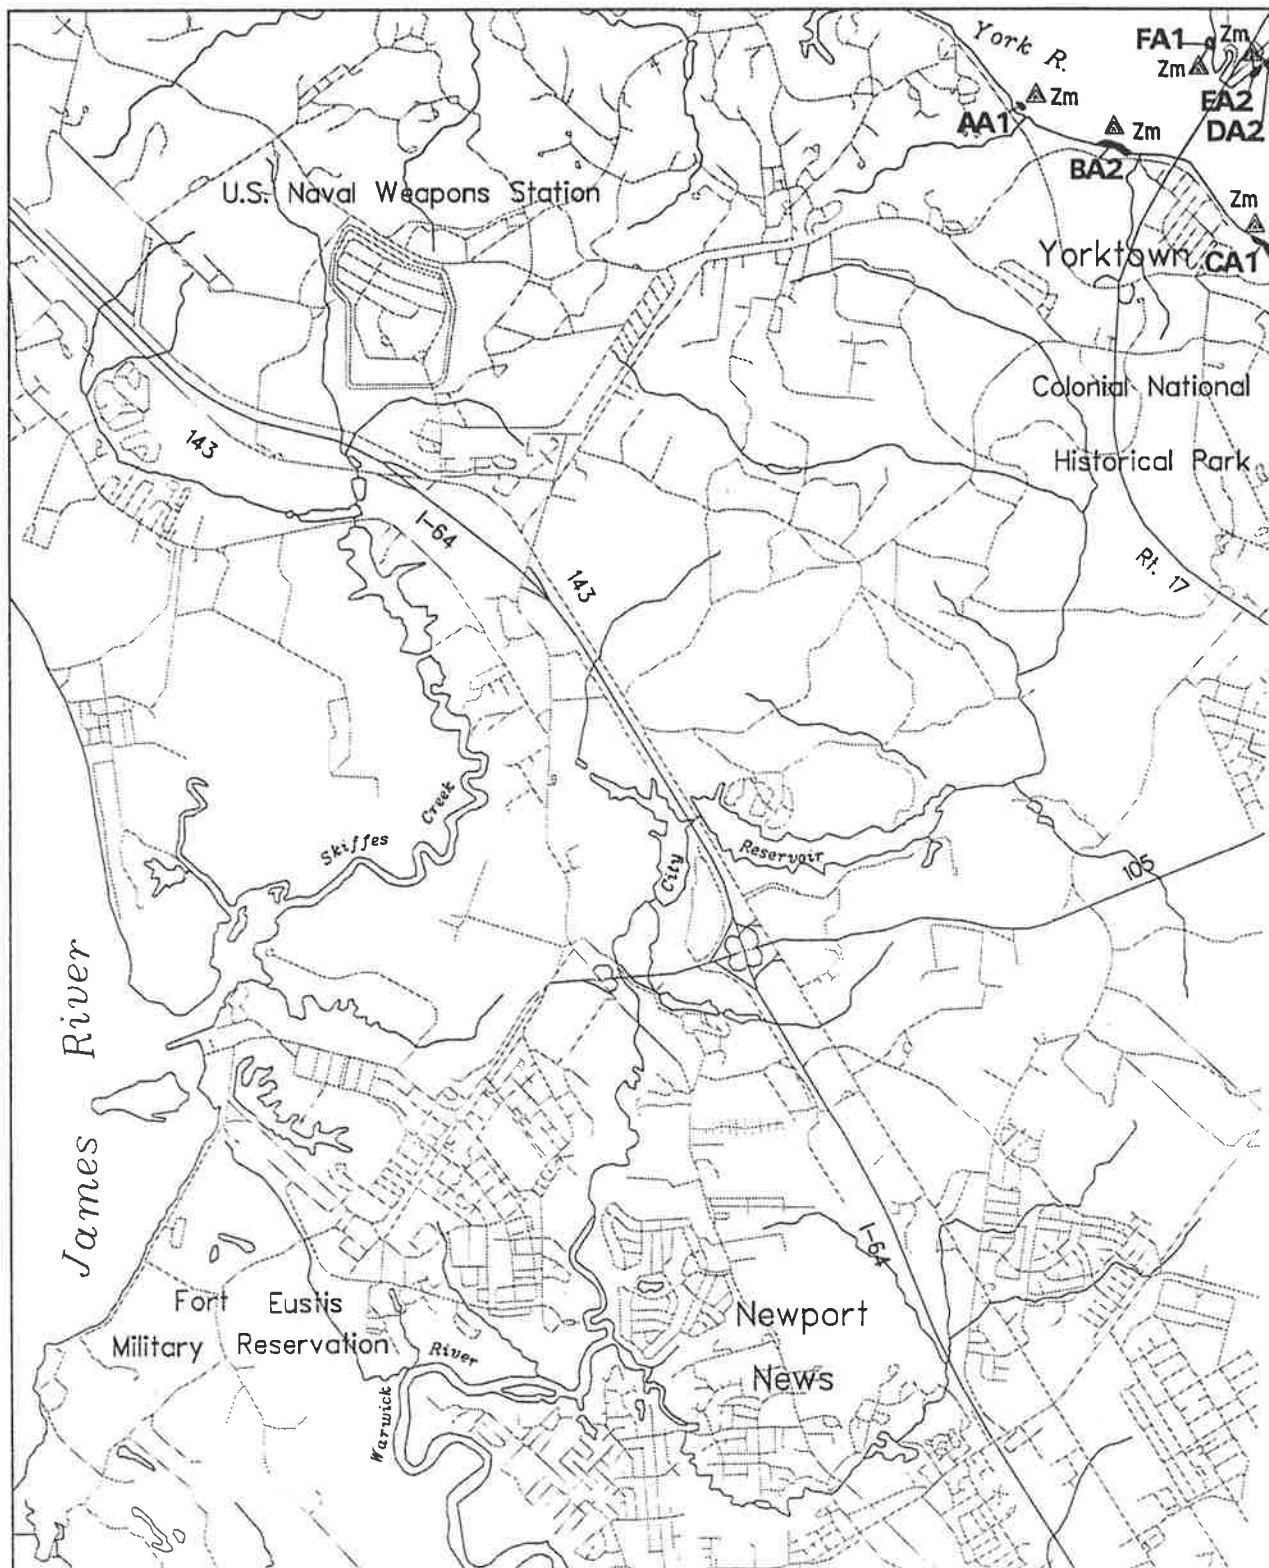 York R.
FA1
Zm
Zm
EA2
DA2
Zm
AA1
Zm
BA2
Zm
U.S. Naval Weapons Station
Yorktown
CA1
Colonial National
Historical Park
143
I-64
143
Rt. 17
Skiffes
Creek
City
Reservoir
105
James River
I-64
Fort Eustis
Military Reservation
Newport
News
Warwick
River